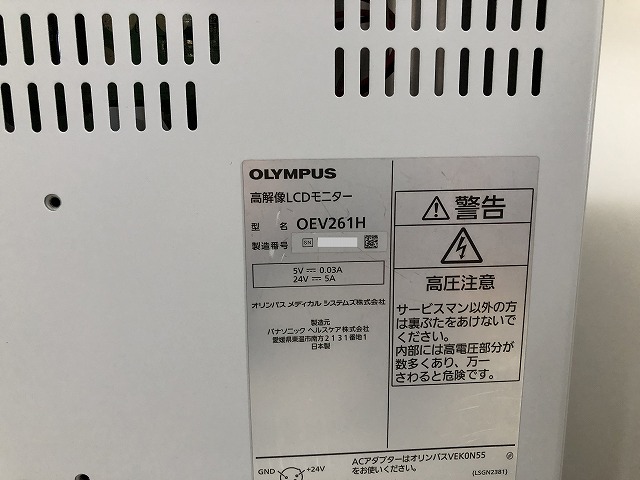 OLYMPUS
高解像LCDモニター
型 名 OEV261H
製造番号 SN
5V ⎓ 0.03A
24V ⎓ 5A
オリンパス メディカル システムズ株式会社
製造元
パナソニック ヘルスケア株式会社
愛媛県東温市南方2131番地1
日本製
⚠警告
高圧注意
サービスマン以外の方
は裏ぶたをあけないで
ください。
内部には高電圧部分が
数多くあり、万一
さわると危険です。
GND +24V
ACアダプターはオリンパスVEK0N55
をお使いください。
(LSGN2381)